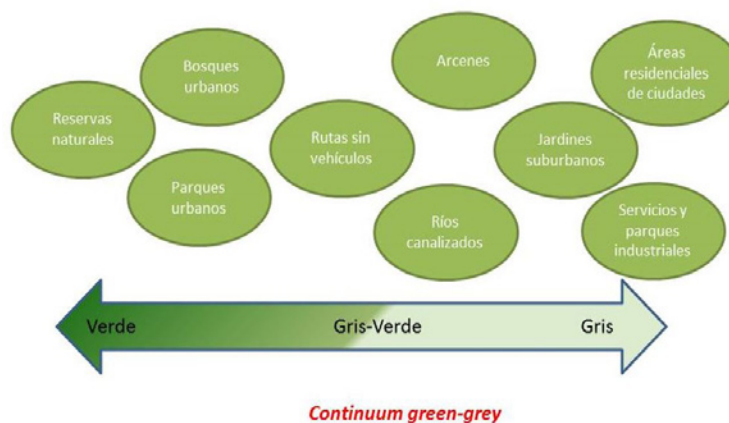 Reservas
naturales
Bosques
urbanos
Parques
urbanos
Rutas sin
vehículos
Arcenes
Ríos
canalizados
Jardines
suburbanos
Áreas
residenciales
de ciudades
Servicios y
parques
industriales
Verde
Gris-Verde
Gris
Continuum green-grey